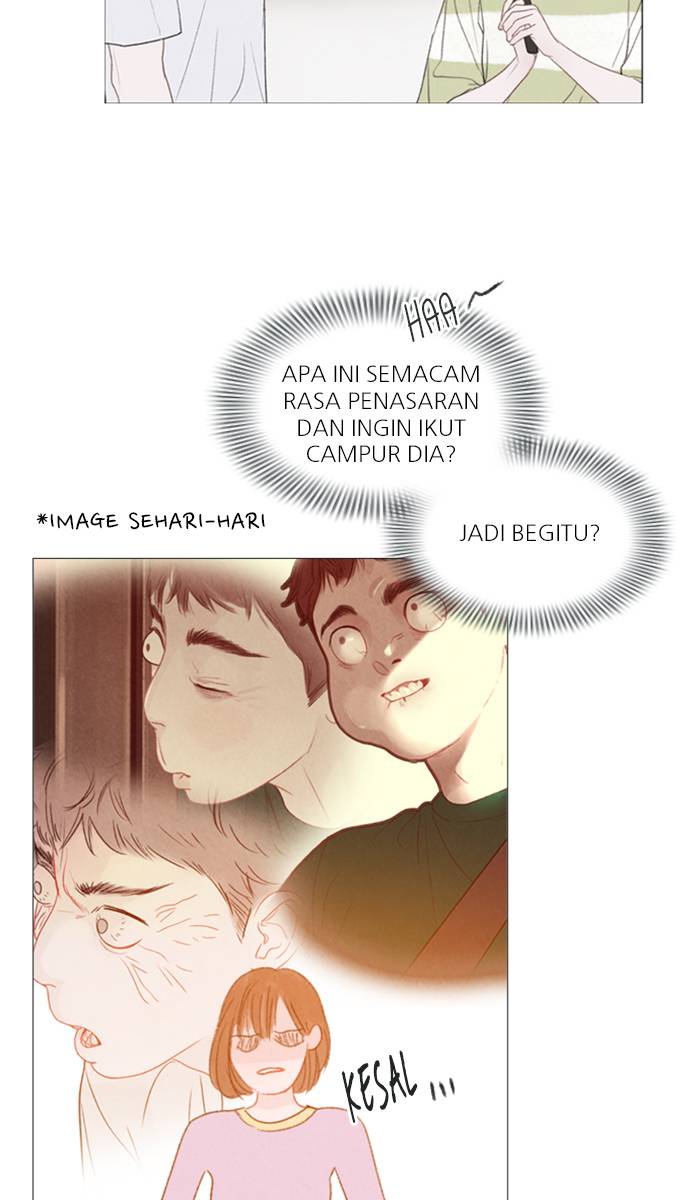 HAA~
APA INI SEMACAM
RASA PENASARAN
DAN INGIN IKUT
CAMPUR DIA?
JADI BEGITU?
*IMAGE SEHARI-HARI
KESAL...